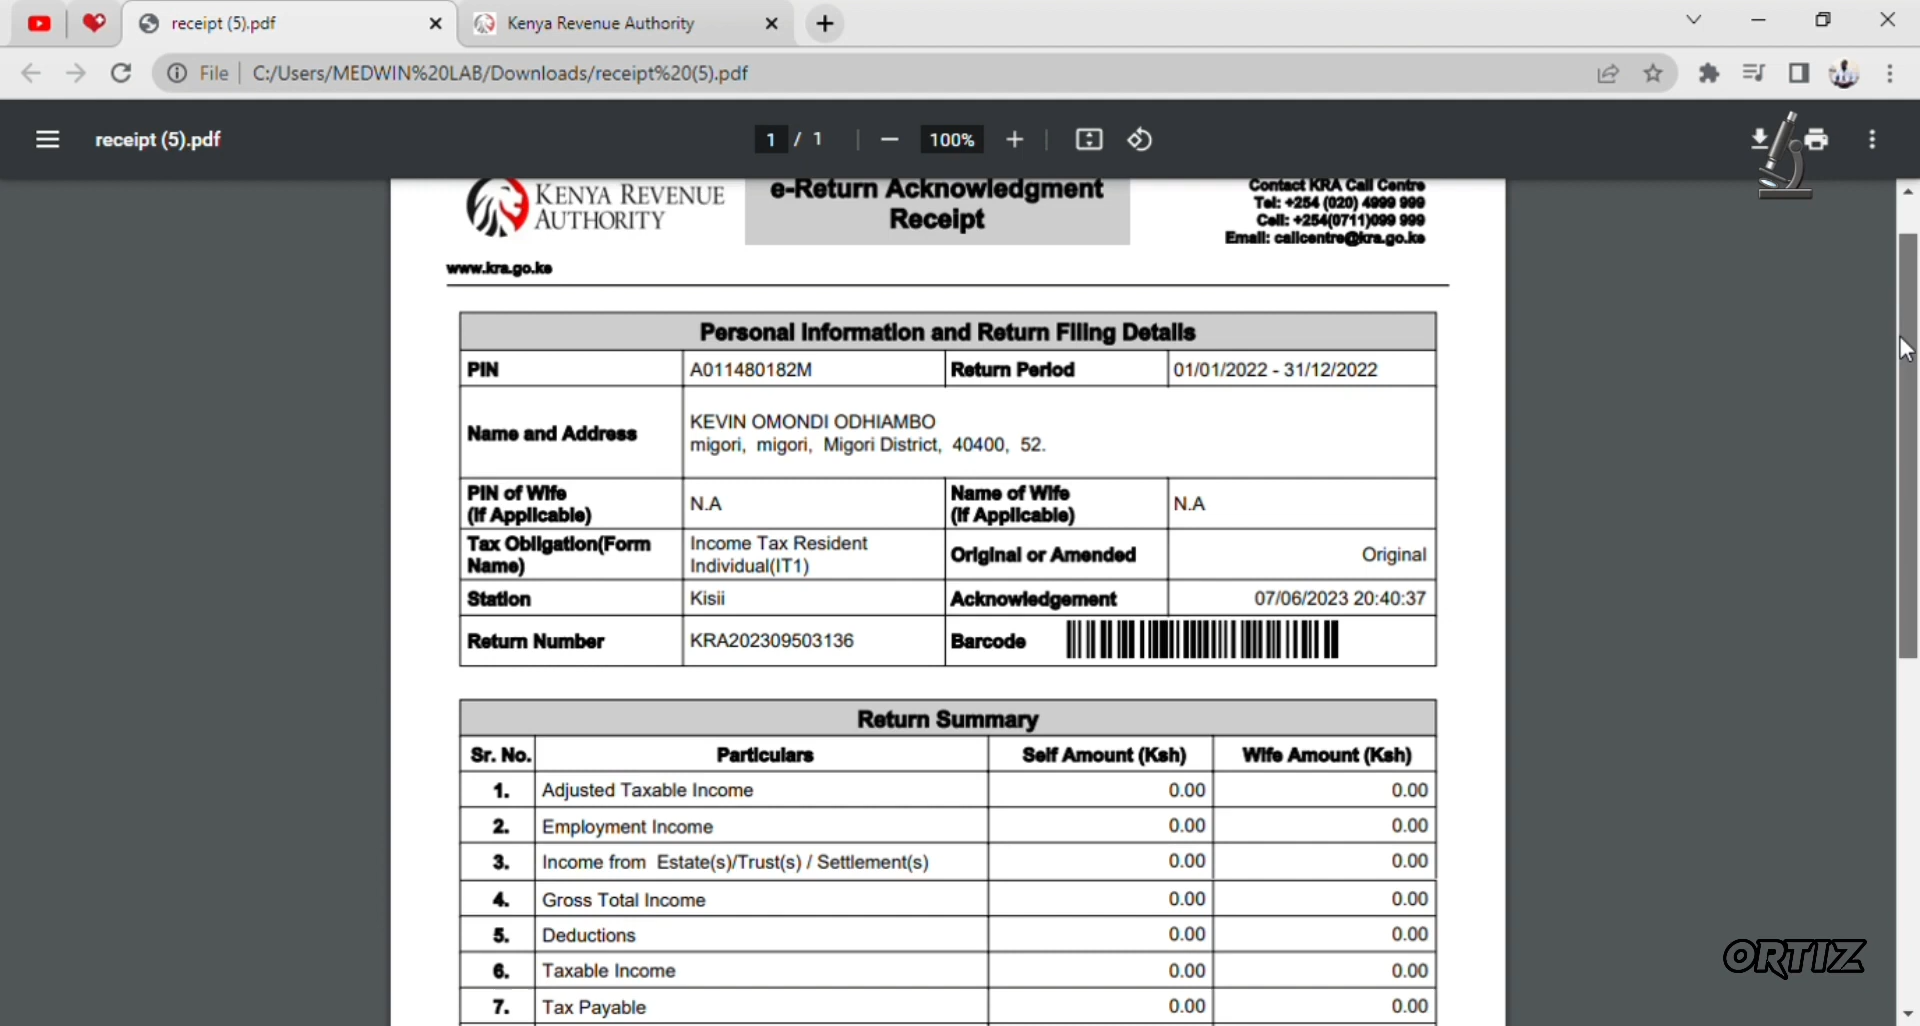 receipt (5).pdf
Kenya Revenue Authority
File
C:/Users/MEDWIN%20LAB/Downloads/receipt%20(5).pdf
receipt (5).pdf
1 / 1
100%
KENYA REVENUE
AUTHORITY
e-Return Acknowledgment
Receipt
Contact KRA Call Centre
Tel: +254 (020) 4999 999
Cell: +254(0711)099 999
Email: callcentre@kra.go.ke
www.kra.go.ke
Personal Information and Return Filing Details
PIN A011480182M Return Period 01/01/2022 - 31/12/2022
Name and Address
KEVIN OMONDI ODHIAMBO
migori, migori, Migori District, 40400, 52.
PIN of Wife
(If Applicable)
N.A
Name of Wife
(If Applicable)
N.A
Tax Obligation(Form
Name)
Income Tax Resident
Individual(IT1)
Original or Amended Original
Station Kisii Acknowledgement 07/06/2023 20:40:37
Return Number KRA202309503136 Barcode
Return Summary
Sr. No. Particulars Self Amount (Ksh) Wife Amount (Ksh)
1. Adjusted Taxable Income 0.00 0.00
2. Employment Income 0.00 0.00
3. Income from Estate(s)/Trust(s) / Settlement(s) 0.00 0.00
4. Gross Total Income 0.00 0.00
5. Deductions 0.00 0.00
6. Taxable Income 0.00 0.00
7. Tax Payable 0.00 0.00
ORTIZ